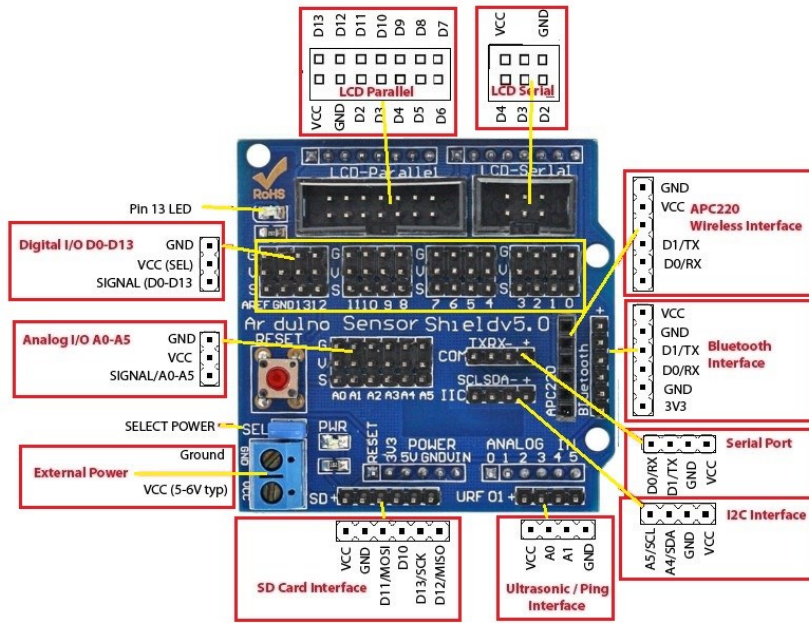 D13 D12 D11 D10 D9 D8 D7
LCD Parallel
VCC GND D2 D3 D4 D5 D6
VCC GND
LCD Serial
D4 D3 D2
RoHS
LCD-Parallel
LCD-Serial
Pin 13 LED
Digital I/O D0-D13
GND
VCC (SEL)
SIGNAL (D0-D13
G
V
S
G
V
S
G
V
S
G
V
S
AREF GND 13 12
11 10 9 8
7 6 5 4
3 2 1 0
Arduino Sensor Shieldv5.0
Analog I/O A0-A5
GND
VCC
SIGNAL/A0-A5
RESET
G
V
S
A0 A1 A2 A3 A4 A5
COM
TXRX- +
SCLSDA- +
IIC
APC220
Bluetooth
+
GND
VCC
APC220
Wireless Interface
D1/TX
D0/RX
VCC
GND
D1/TX
D0/RX
GND
3V3
Bluetooth
Interface
SELECT POWER
SEL
External Power
Ground
VCC (5-6V typ)
GND
VCC
PWR
RESET
3V3
POWER
5V GND VIN
ANALOG IN
0 1 2 3 4 5
SD+
URF 01+
Serial Port
D0/RX D1/TX GND VCC
I2C Interface
A5/SCL A4/SDA GND VCC
VCC GND D11/MOSI D10 D13/SCK D12/MISO
SD Card Interface
VCC A0 A1 GND
Ultrasonic / Ping
Interface